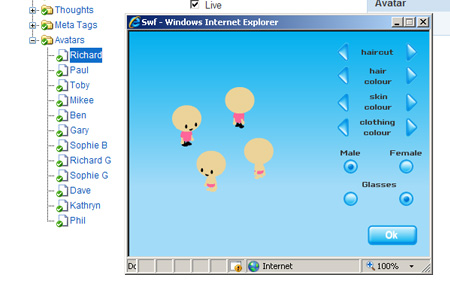 Thoughts
Meta Tags
Avatars
Richard
Paul
Toby
Mikee
Ben
Gary
Sophie B
Richard G
Sophie G
Dave
Kathryn
Phil
Live
Avatar
Swf - Windows Internet Explorer
haircut
hair
colour
skin
colour
clothing
colour
Male Female
Glasses
Ok
Internet
100%